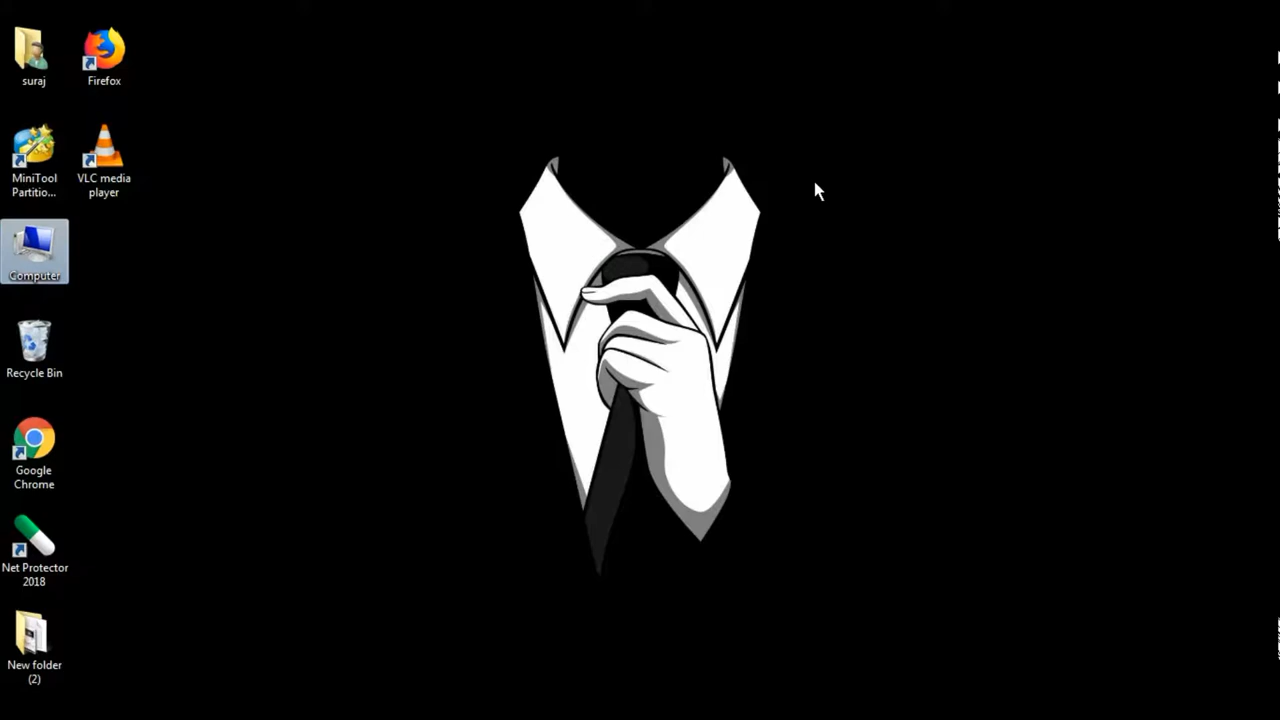 suraj
Firefox
MiniTool
Partitio...
VLC media
player
Computer
Recycle Bin
Google
Chrome
Net Protector
2018
New folder
(2)